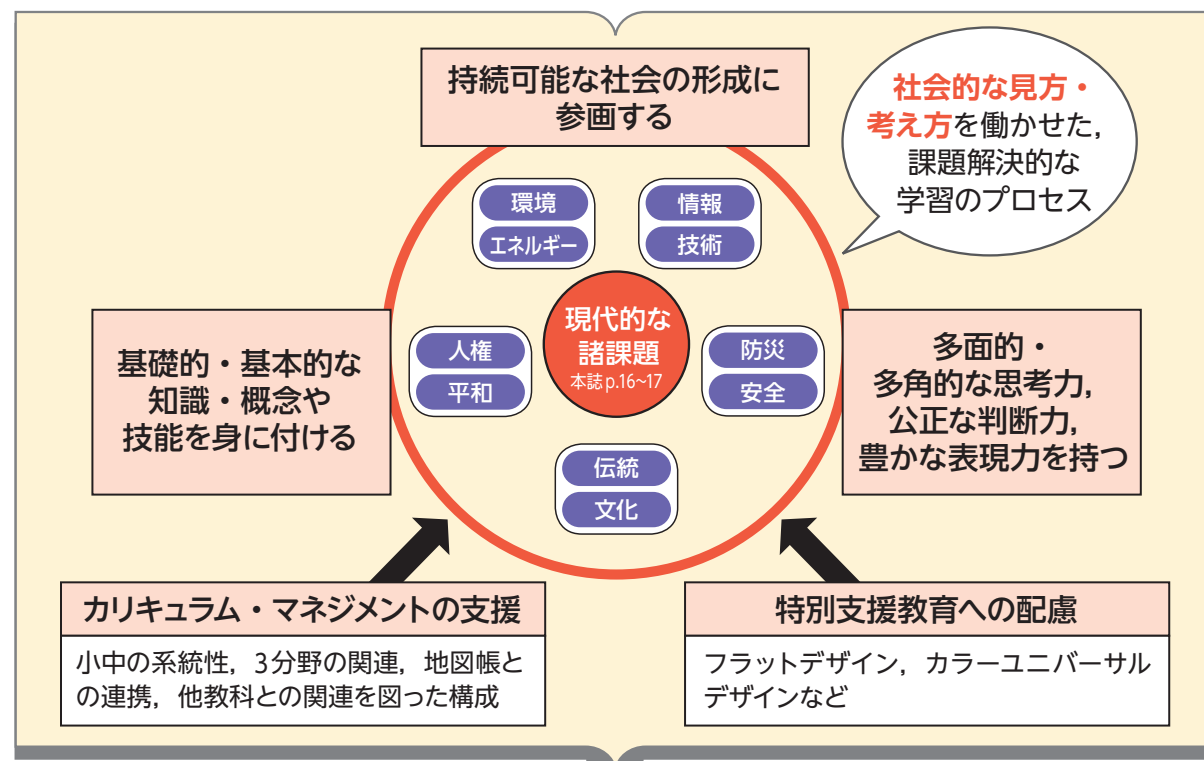 持続可能な社会の形成に
参画する
社会的な見方・
考え方を働かせた，
課題解決的な
学習のプロセス
環境
エネルギー
情報
技術
現代的な
諸課題
本誌p.16~17
人権
平和
防災
安全
伝統
文化
基礎的・基本的な
知識・概念や
技能を身に付ける
多面的・
多角的な思考力，
公正な判断力，
豊かな表現力を持つ
カリキュラム・マネジメントの支援
小中の系統性，3分野の関連，地図帳と
の連携，他教科との関連を図った構成
特別支援教育への配慮
フラットデザイン，カラーユニバーサル
デザインなど